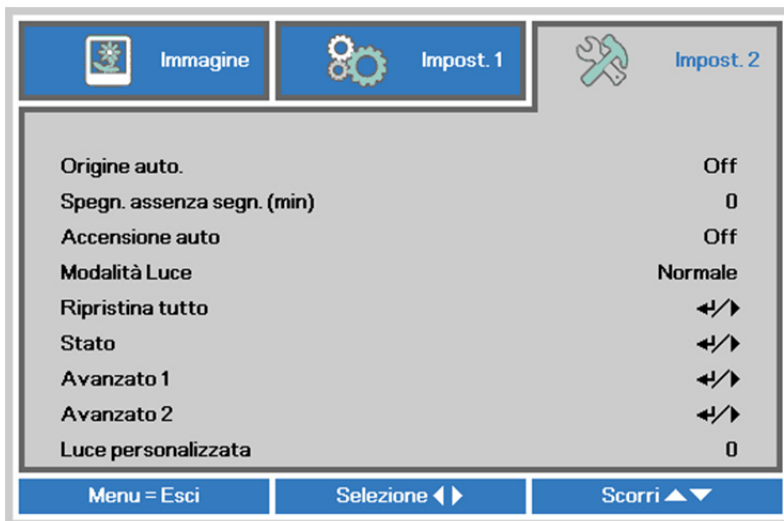 Immagine Impost. 1 Impost. 2
Origine auto. Off
Spegn. assenza segn. (min) 0
Accensione auto Off
Modalità Luce Normale
Ripristina tutto
Stato
Avanzato 1
Avanzato 2
Luce personalizzata 0
Menu = Esci Selezione Scorri